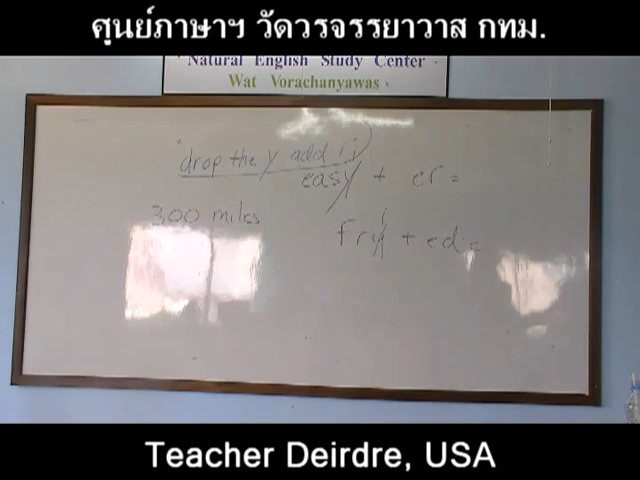 ศูนย์ภาษาฯ วัดวรจรรยาวาส กทม.
Natural English Study Center
Wat Vorachanyawas
drop the y add i
easy + er =
300 miles
i
fry + ed =
Teacher Deirdre, USA